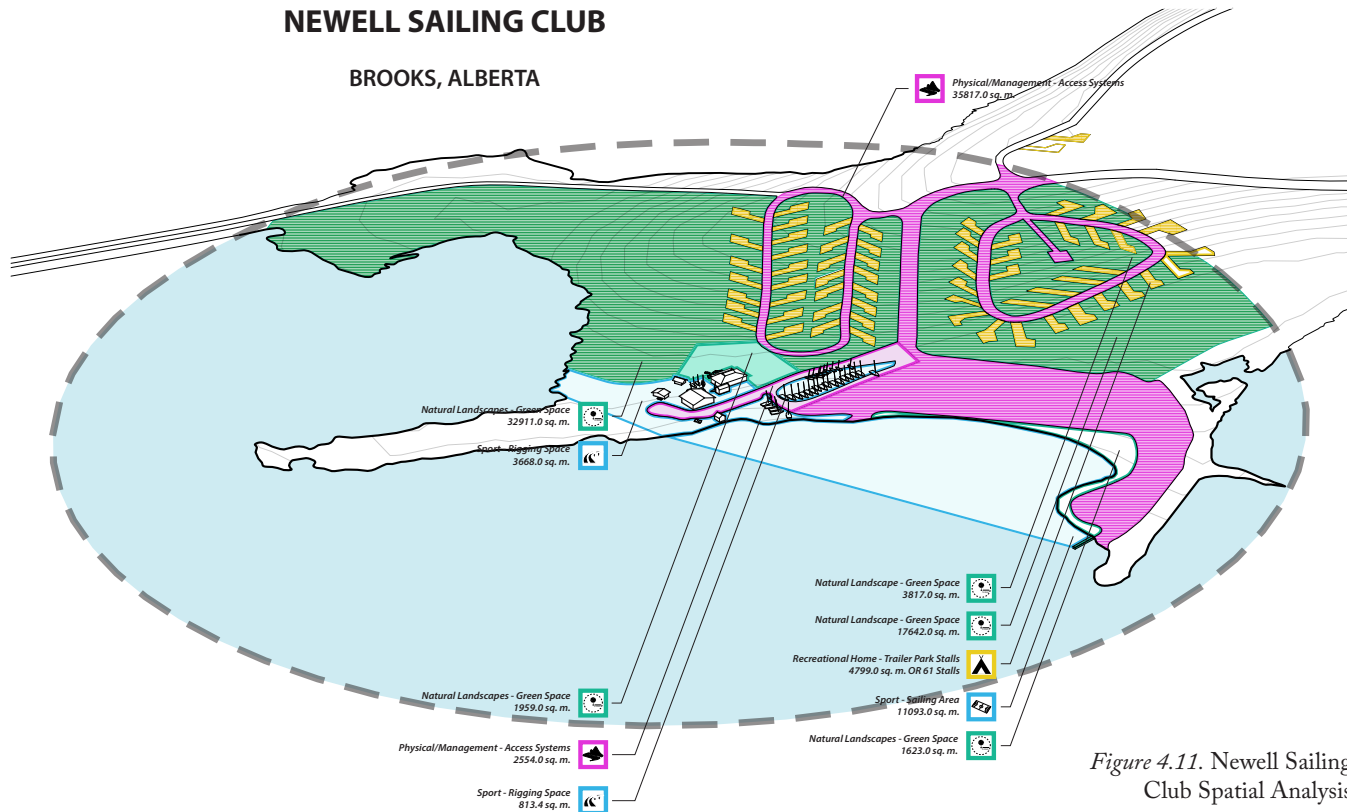 NEWELL SAILING CLUB
BROOKS, ALBERTA
Physical/Management - Access Systems
35817.0 sq. m.
Natural Landscapes - Green Space
32911.0 sq. m.
Sport - Rigging Space
3668.0 sq. m.
Natural Landscape - Green Space
3817.0 sq. m.
Natural Landscape - Green Space
17642.0 sq. m.
Recreational Home - Trailer Park Stalls
4799.0 sq. m. OR 61 Stalls
Sport - Sailing Area
11093.0 sq. m.
Natural Landscapes - Green Space
1623.0 sq. m.
Natural Landscapes - Green Space
1959.0 sq. m.
Physical/Management - Access Systems
2554.0 sq. m.
Sport - Rigging Space
813.4 sq. m.
Figure 4.11. Newell Sailing
Club Spatial Analysis